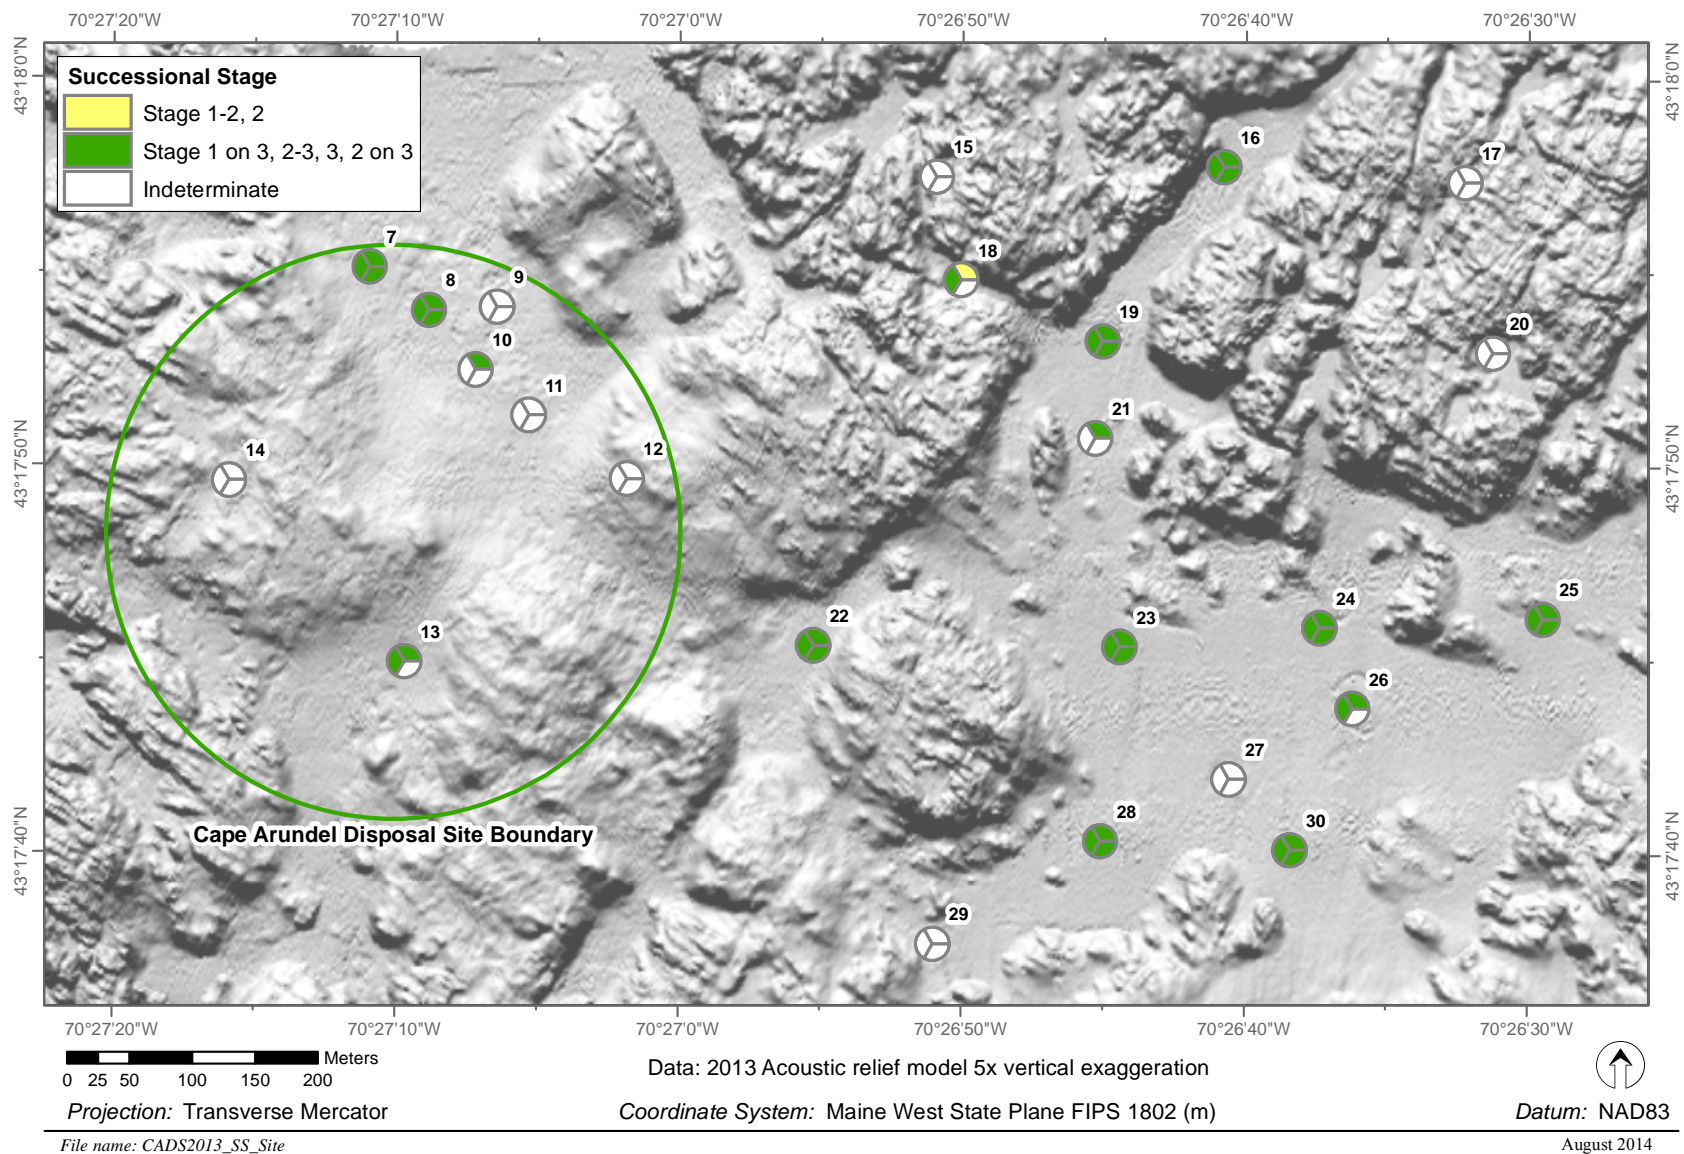 70°27'20"W 70°27'10"W 70°27'0"W 70°26'50"W 70°26'40"W 70°26'30"W
43°18'0"N
43°18'0"N
Successional Stage
Stage 1-2, 2
Stage 1 on 3, 2-3, 3, 2 on 3
Indeterminate
15
16
17
7
8
9
18
10
19
20
11
21
14
12
43°17'50"N
43°17'50"N
13
22
23
24
25
26
27
28
30
Cape Arundel Disposal Site Boundary
43°17'40"N
43°17'40"N
29
70°27'20"W 70°27'10"W 70°27'0"W 70°26'50"W 70°26'40"W 70°26'30"W
Meters
0 25 50 100 150 200
Data: 2013 Acoustic relief model 5x vertical exaggeration
Projection: Transverse Mercator
Coordinate System: Maine West State Plane FIPS 1802 (m)
Datum: NAD83
File name: CADS2013_SS_Site
August 2014